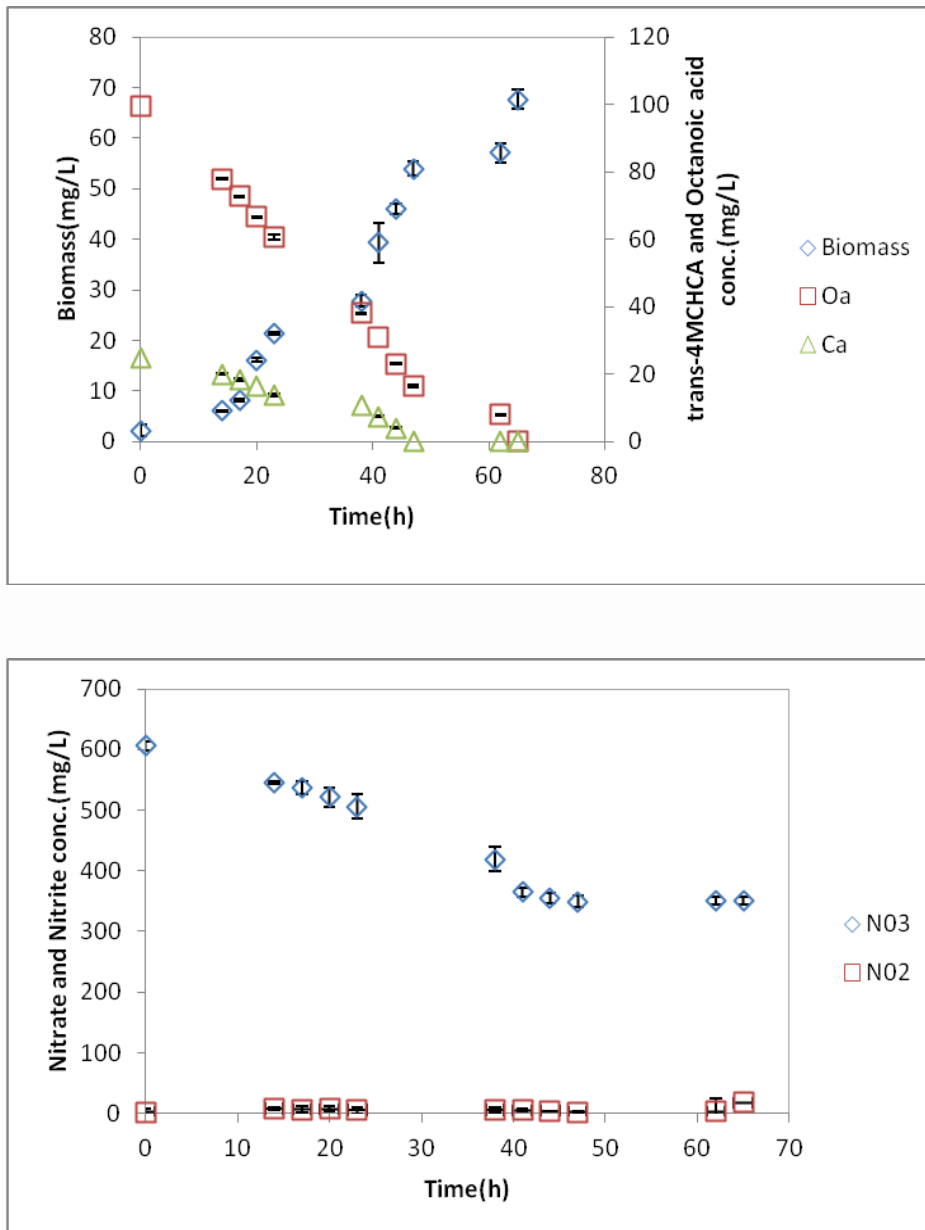 80
70
60
50
40
30
20
10
0
Biomass(mg/L)
120
100
80
60
40
20
0
trans-4MCHCA and Octanoic acid
conc.(mg/L)
0 20 40 60 80
Time(h)
Biomass
Oa
Ca
700
600
500
400
300
200
100
0
Nitrate and Nitrite conc.(mg/L)
0 10 20 30 40 50 60 70
Time(h)
N03
N02